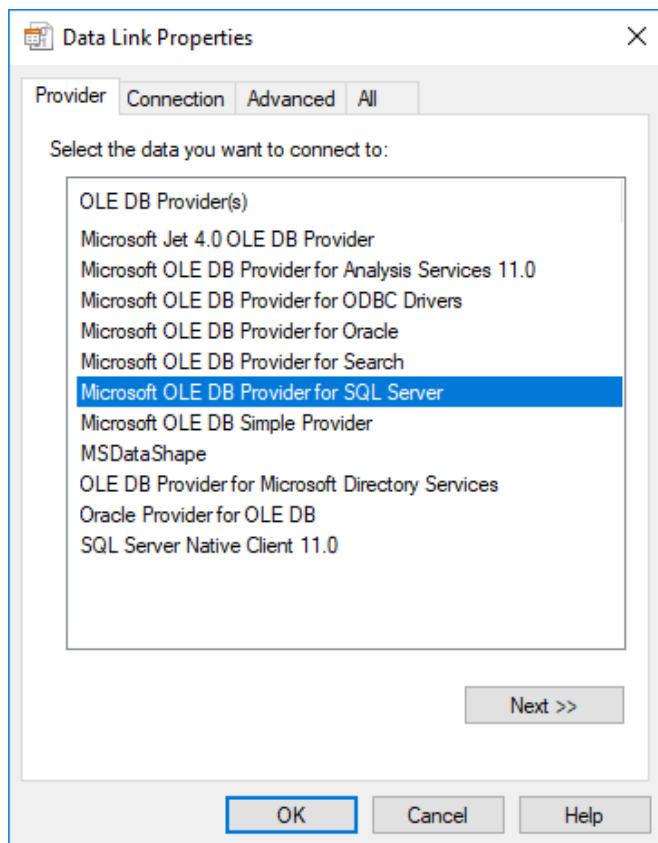 Data Link Properties
Provider Connection Advanced All
Select the data you want to connect to:
OLE DB Provider(s)
Microsoft Jet 4.0 OLE DB Provider
Microsoft OLE DB Provider for Analysis Services 11.0
Microsoft OLE DB Provider for ODBC Drivers
Microsoft OLE DB Provider for Oracle
Microsoft OLE DB Provider for Search
Microsoft OLE DB Provider for SQL Server
Microsoft OLE DB Simple Provider
MSDataShape
OLE DB Provider for Microsoft Directory Services
Oracle Provider for OLE DB
SQL Server Native Client 11.0
Next >>
OK Cancel Help